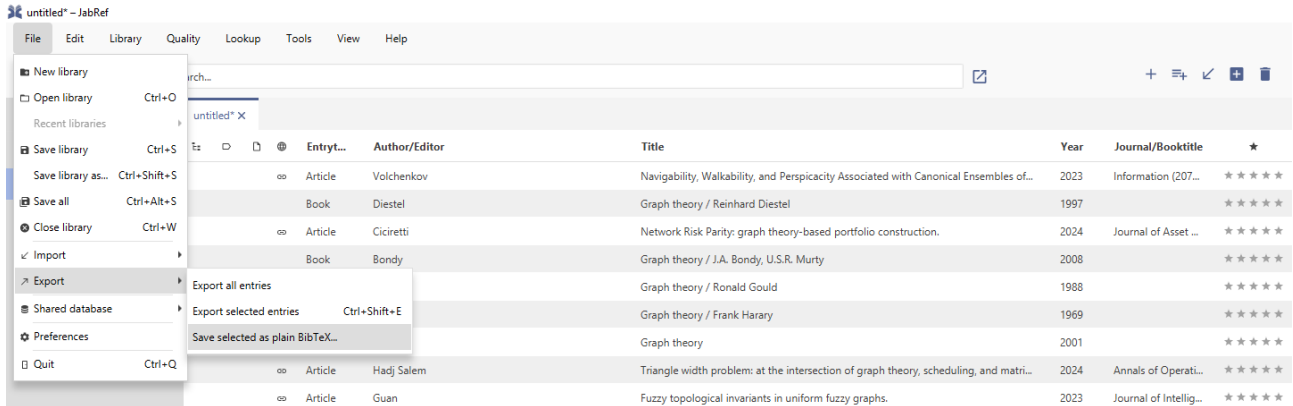 untitled* – JabRef
File Edit Library Quality Lookup Tools View Help
New library
rch...
Open library Ctrl+O
untitled*
Recent libraries
Save library Ctrl+S
Entryt... Author/Editor Title Year Journal/Booktitle
Save library as... Ctrl+Shift+S
Article Volchenkov Navigability, Walkability, and Perspicacity Associated with Canonical Ensembles of... 2023 Information (207...
Save all Ctrl+Alt+S
Book Diestel Graph theory / Reinhard Diestel 1997
Close library Ctrl+W
Article Ciciretti Network Risk Parity: graph theory-based portfolio construction. 2024 Journal of Asset ...
Import
Book Bondy Graph theory / J.A. Bondy, U.S.R. Murty 2008
Export
Export all entries
Graph theory / Ronald Gould 1988
Shared database
Export selected entries Ctrl+Shift+E
Graph theory / Frank Harary 1969
Preferences
Save selected as plain BibTeX...
Graph theory 2001
Quit Ctrl+Q
Article Hadj Salem Triangle width problem: at the intersection of graph theory, scheduling, and matri... 2024 Annals of Operati...
Article Guan Fuzzy topological invariants in uniform fuzzy graphs. 2023 Journal of Intellig...